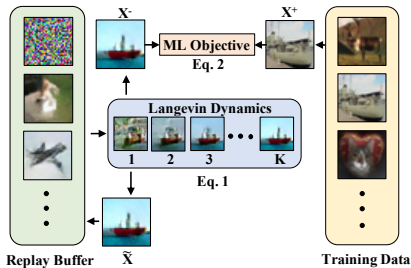 X⁻
X⁺
ML Objective
Eq. 2
Langevin Dynamics
1 2 3 K
Eq. 1
Replay Buffer
X̃
Training Data